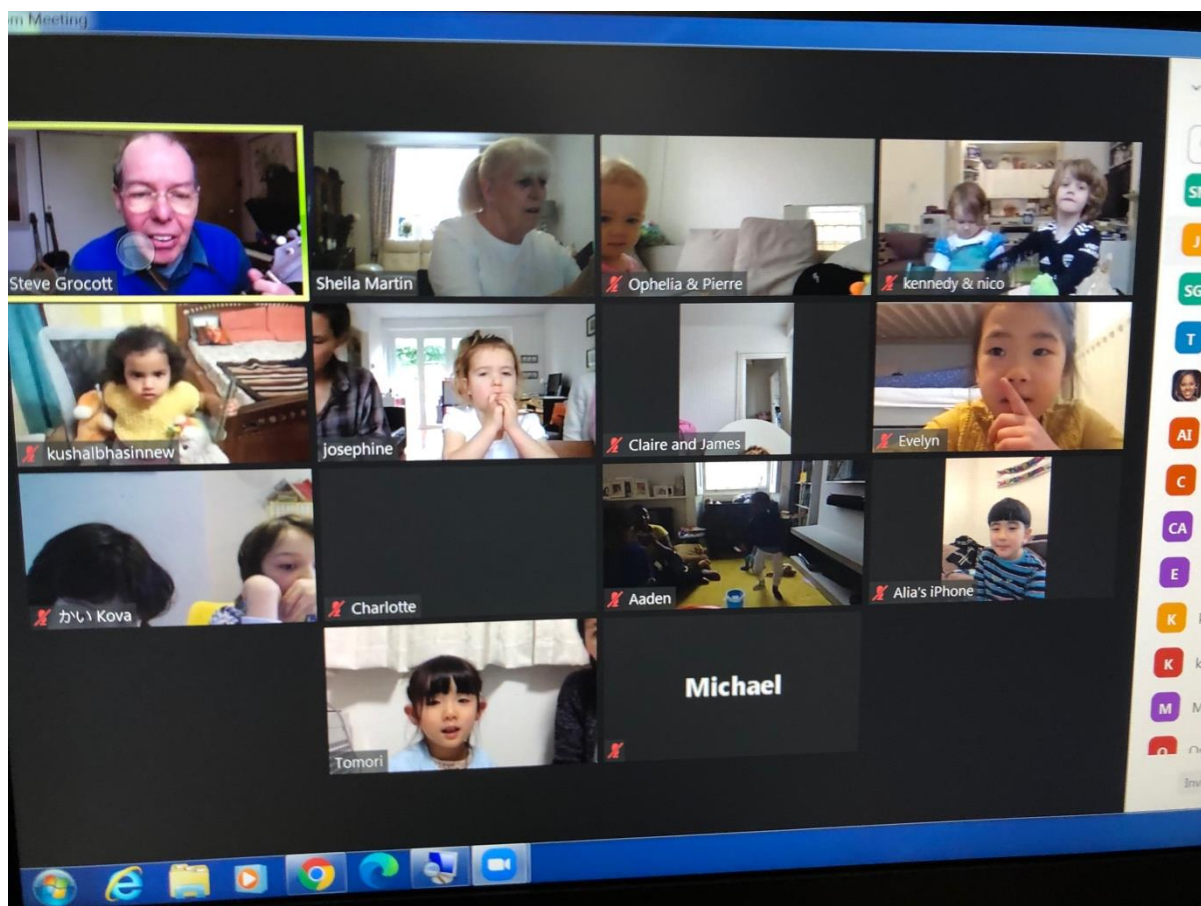 m Meeting
Steve Grocott
Sheila Martin
Ophelia & Pierre
kennedy & nico
kushalbhasinnew
josephine
Claire and James
Evelyn
かい Kova
Charlotte
Aaden
Alia's iPhone
Tomori
Michael
J
SG
T
AI
C
CA
E
K
K
M